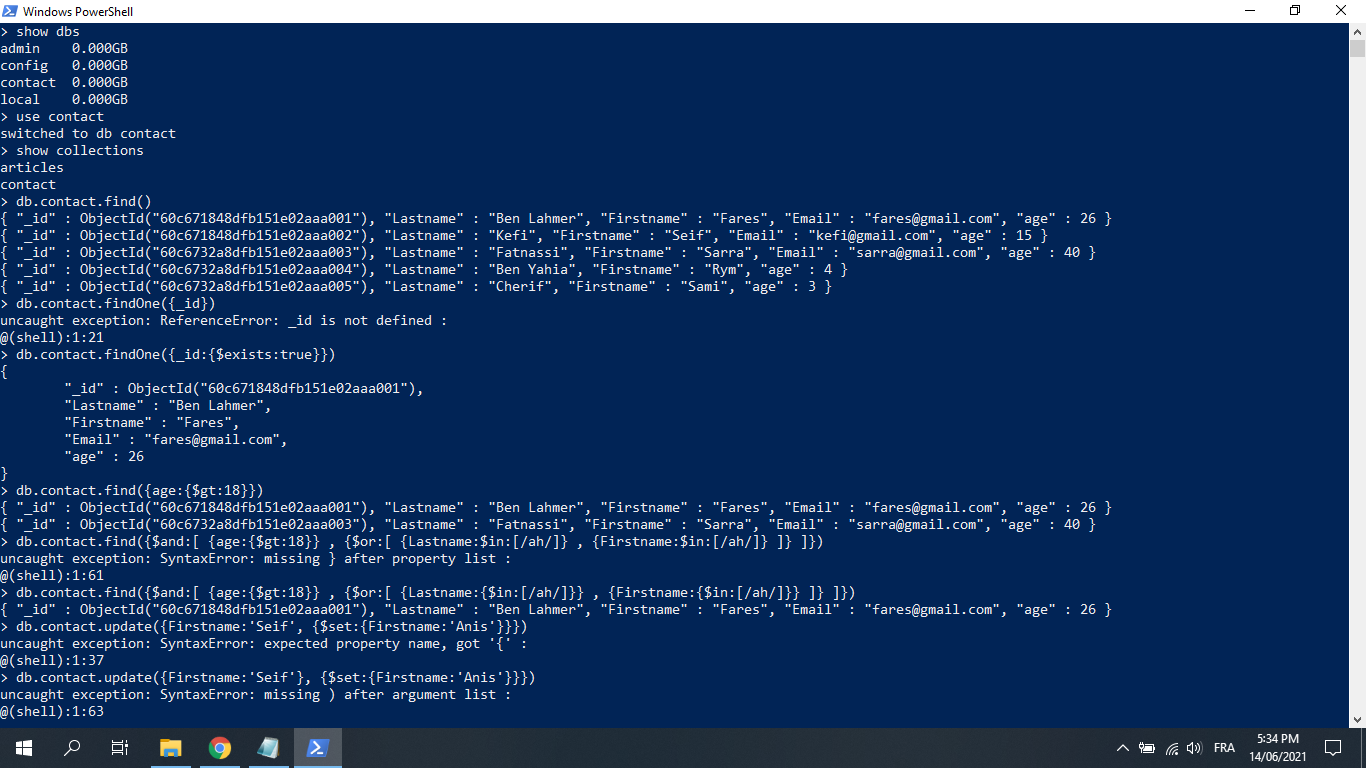 Windows PowerShell
> show dbs
admin    0.000GB
config   0.000GB
contact  0.000GB
local    0.000GB
> use contact
switched to db contact
> show collections
articles
contact
> db.contact.find()
{ "_id" : ObjectId("60c671848dfb151e02aaa001"), "Lastname" : "Ben Lahmer", "Firstname" : "Fares", "Email" : "fares@gmail.com", "age" : 26 }
{ "_id" : ObjectId("60c671848dfb151e02aaa002"), "Lastname" : "Kefi", "Firstname" : "Seif", "Email" : "kefi@gmail.com", "age" : 15 }
{ "_id" : ObjectId("60c6732a8dfb151e02aaa003"), "Lastname" : "Fatnassi", "Firstname" : "Sarra", "Email" : "sarra@gmail.com", "age" : 40 }
{ "_id" : ObjectId("60c6732a8dfb151e02aaa004"), "Lastname" : "Ben Yahia", "Firstname" : "Rym", "age" : 4 }
{ "_id" : ObjectId("60c6732a8dfb151e02aaa005"), "Lastname" : "Cherif", "Firstname" : "Sami", "age" : 3 }
> db.contact.findOne({_id})
uncaught exception: ReferenceError: _id is not defined :
@(shell):1:21
> db.contact.findOne({_id:{$exists:true}})
{
        "_id" : ObjectId("60c671848dfb151e02aaa001"),
        "Lastname" : "Ben Lahmer",
        "Firstname" : "Fares",
        "Email" : "fares@gmail.com",
        "age" : 26
}
> db.contact.find({age:{$gt:18}})
{ "_id" : ObjectId("60c671848dfb151e02aaa001"), "Lastname" : "Ben Lahmer", "Firstname" : "Fares", "Email" : "fares@gmail.com", "age" : 26 }
{ "_id" : ObjectId("60c6732a8dfb151e02aaa003"), "Lastname" : "Fatnassi", "Firstname" : "Sarra", "Email" : "sarra@gmail.com", "age" : 40 }
> db.contact.find({$and:[ {age:{$gt:18}} , {$or:[ {Lastname:$in:[/ah/]} , {Firstname:$in:[/ah/]} ]} ]})
uncaught exception: SyntaxError: missing } after property list :
@(shell):1:61
> db.contact.find({$and:[ {age:{$gt:18}} , {$or:[ {Lastname:{$in:[/ah/]}} , {Firstname:{$in:[/ah/]}} ]} ]})
{ "_id" : ObjectId("60c671848dfb151e02aaa001"), "Lastname" : "Ben Lahmer", "Firstname" : "Fares", "Email" : "fares@gmail.com", "age" : 26 }
> db.contact.update({Firstname:'Seif', {$set:{Firstname:'Anis'}}})
uncaught exception: SyntaxError: expected property name, got '{' :
@(shell):1:37
> db.contact.update({Firstname:'Seif'}, {$set:{Firstname:'Anis'}}})
uncaught exception: SyntaxError: missing ) after argument list :
@(shell):1:63
FRA
5:34 PM
14/06/2021